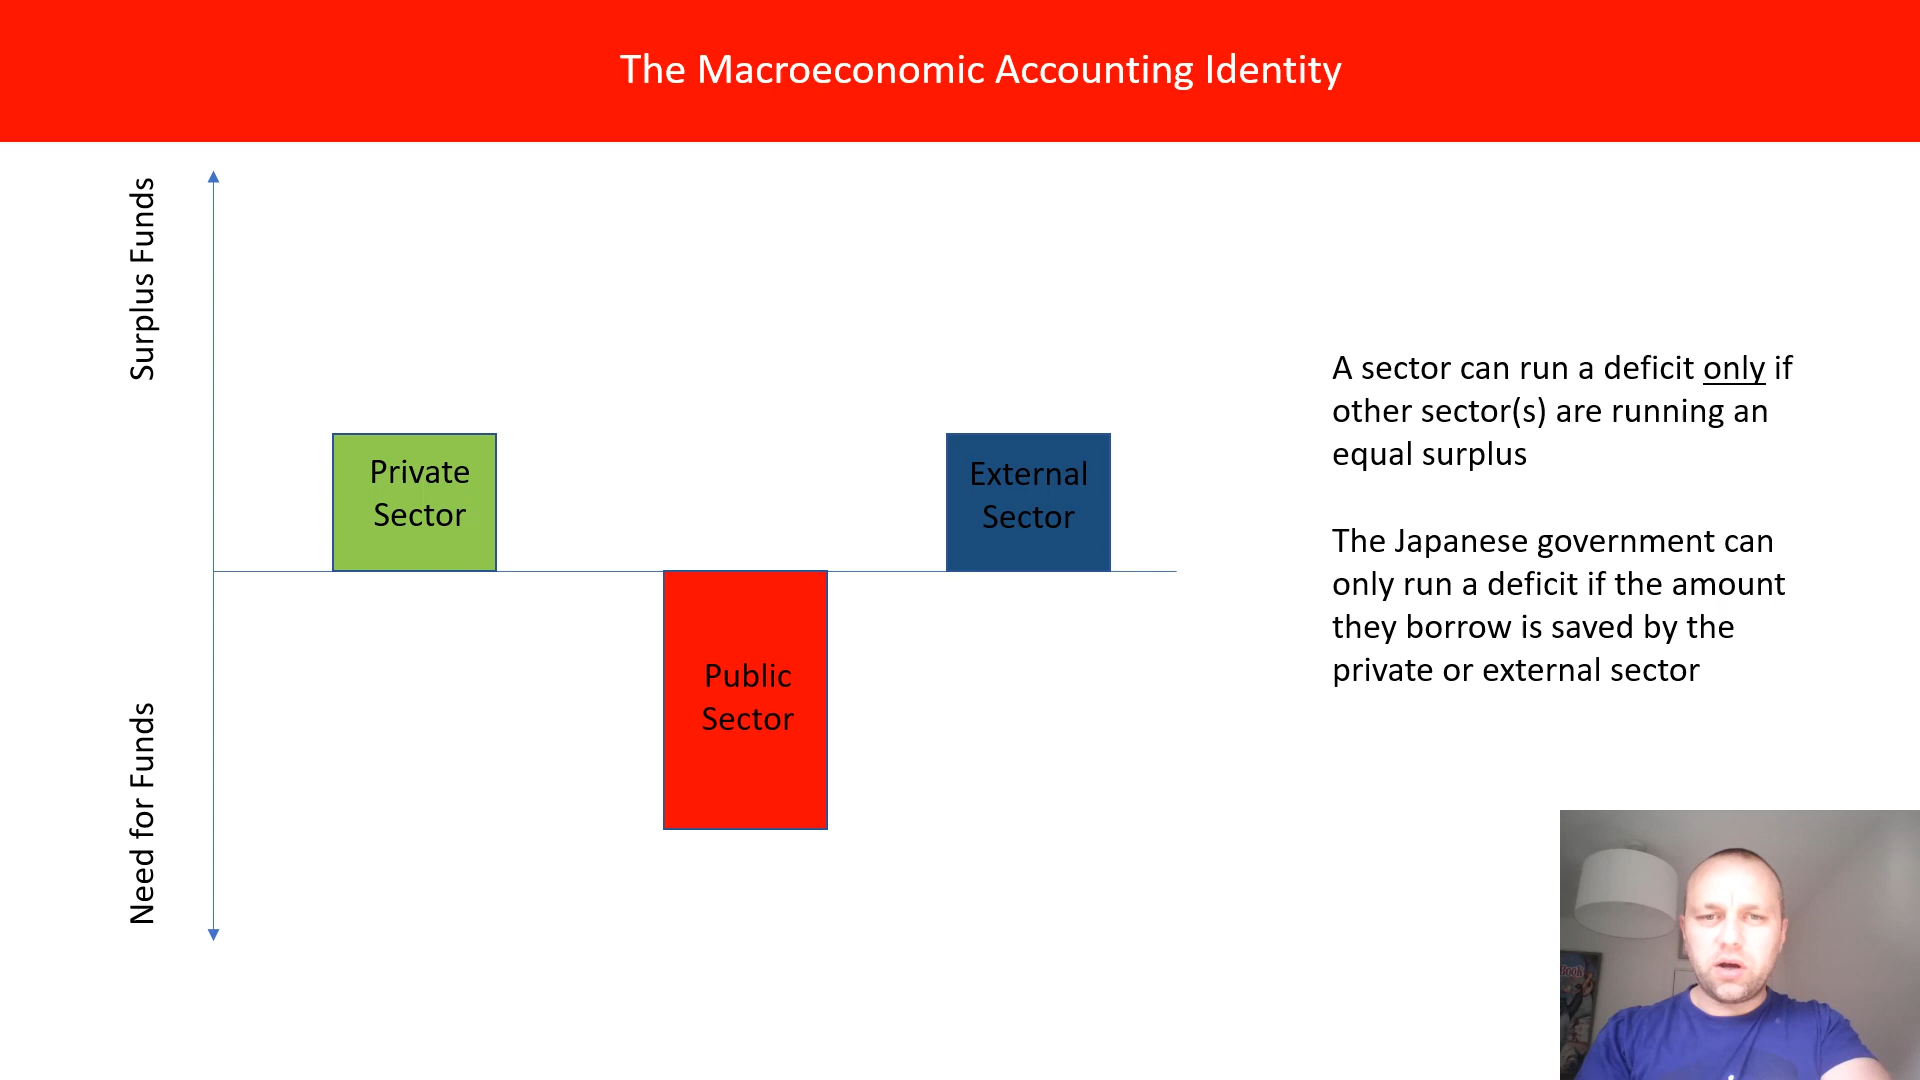 The Macroeconomic Accounting Identity
Surplus Funds
Need for Funds
Private
Sector
Public
Sector
External
Sector
A sector can run a deficit only if
other sector(s) are running an
equal surplus
The Japanese government can
only run a deficit if the amount
they borrow is saved by the
private or external sector